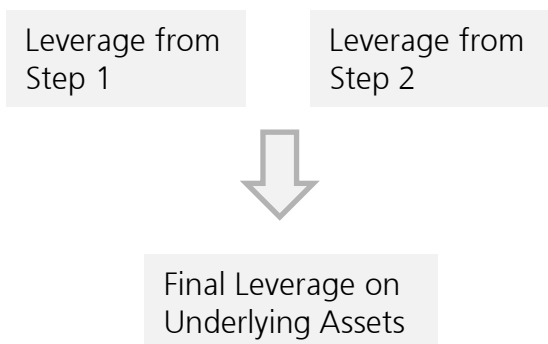 Leverage from
Step 1
Leverage from
Step 2
Final Leverage on
Underlying Assets